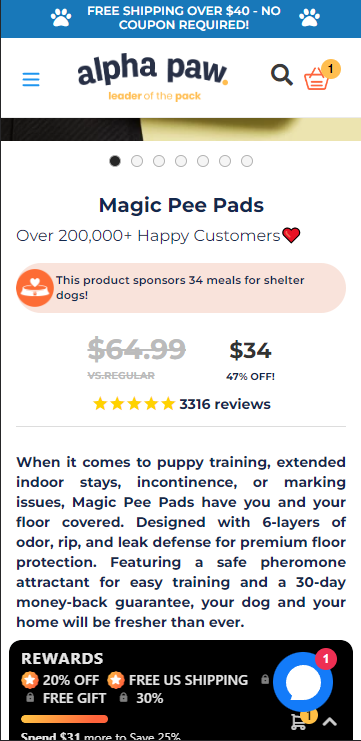 FREE SHIPPING OVER $40 - NO
COUPON REQUIRED!
alpha paw.
leader of the pack
1
Magic Pee Pads
Over 200,000+ Happy Customers
This product sponsors 34 meals for shelter
dogs!
$64.99 $34
VS.REGULAR 47% OFF!
3316 reviews
When it comes to puppy training, extended
indoor stays, incontinence, or marking
issues, Magic Pee Pads have you and your
floor covered. Designed with 6-layers of
odor, rip, and leak defense for premium floor
protection. Featuring a safe pheromone
attractant for easy training and a 30-day
money-back guarantee, your dog and your
home will be fresher than ever.
REWARDS
1
20% OFF FREE US SHIPPING
FREE GIFT 30%
1
Spend $31 more to Save 25%